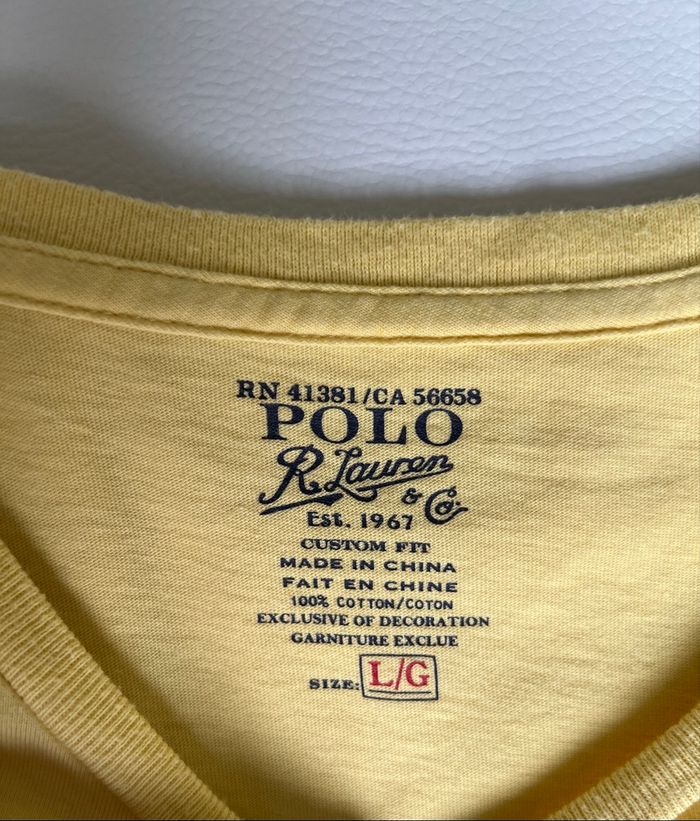 RN 41381/CA 56658
POLO
R. Lauren
& Co.
Est. 1967
CUSTOM FIT
MADE IN CHINA
FAIT EN CHINE
100% COTTON/COTON
EXCLUSIVE OF DECORATION
GARNITURE EXCLUE
SIZE: L/G